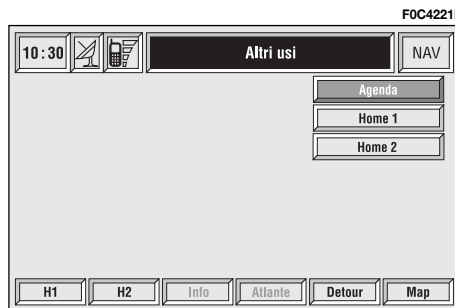 F0C4221
10:30 Altri usi NAV
Agenda
Home 1
Home 2
H1 H2 Info Atlante Detour Map